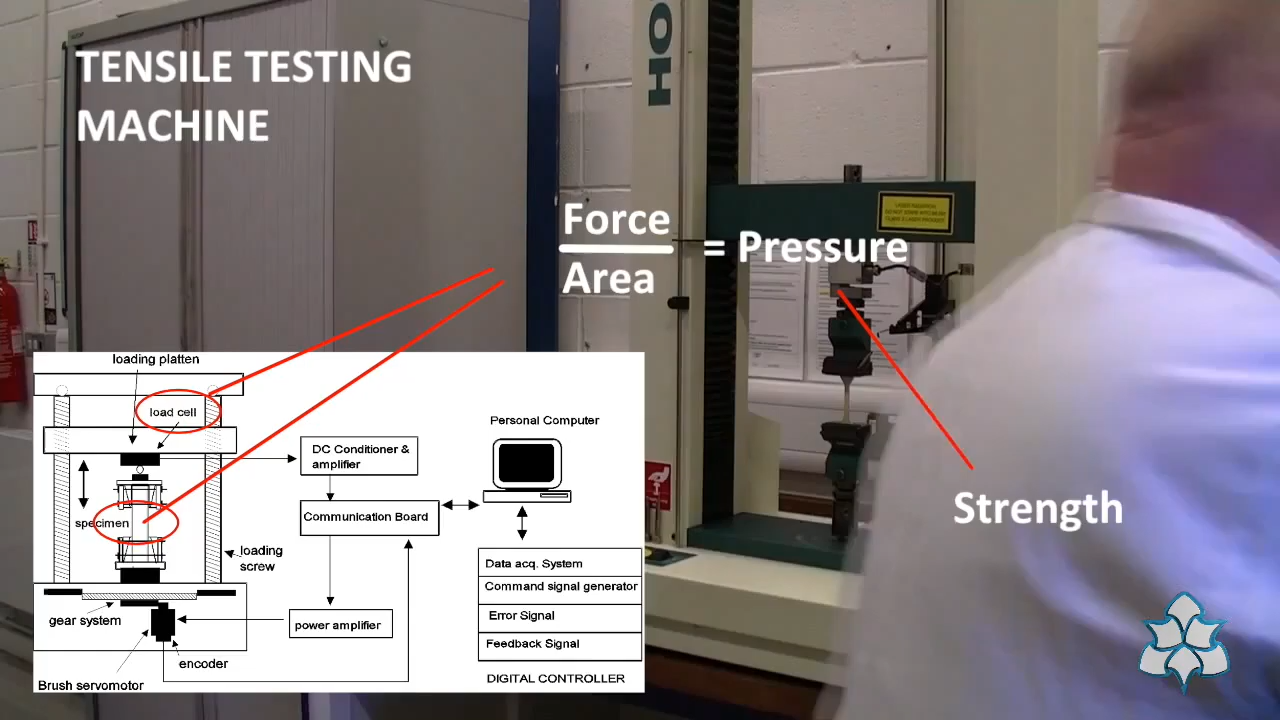 TENSILE TESTING
MACHINE
HO
Force
Area
= Pressure
Strength
loading platten
load cell
specimen
loading
screw
gear system
encoder
Brush servomotor
DC Conditioner &
amplifier
Communication Board
power amplifier
Personal Computer
Data acq. System
Command signal generator
Error Signal
Feedback Signal
DIGITAL CONTROLLER